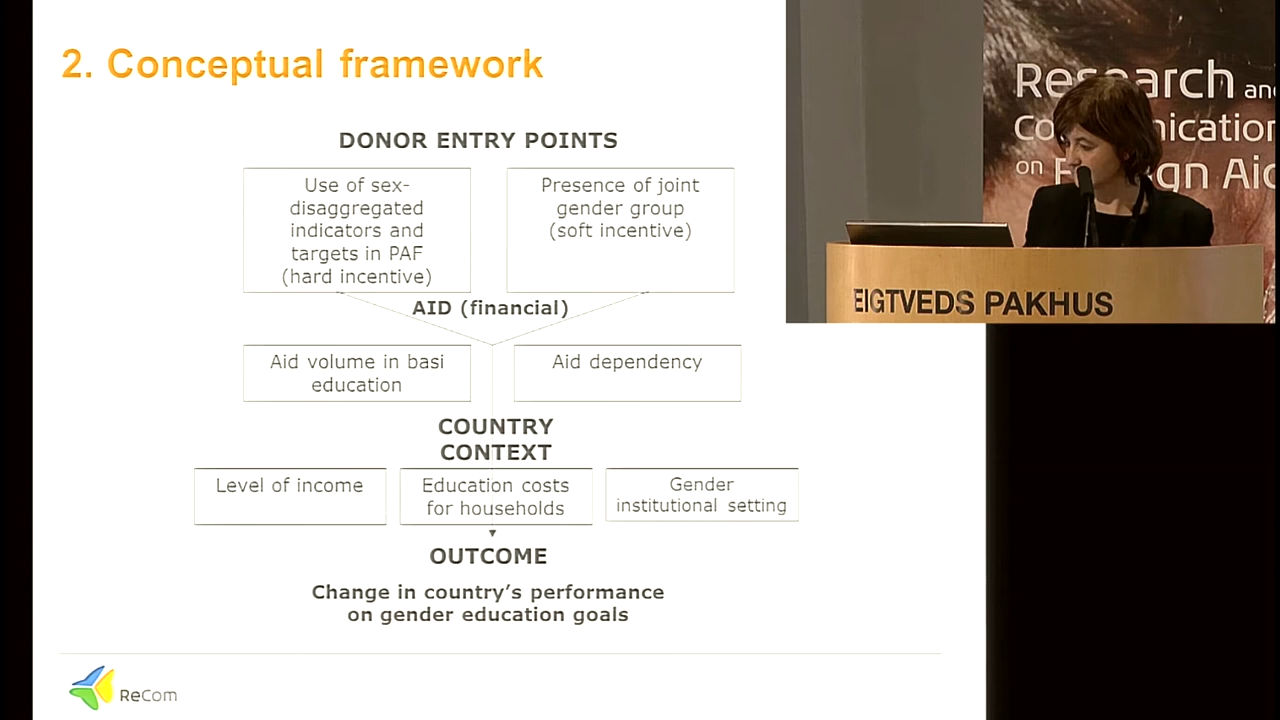 2. Conceptual framework
DONOR ENTRY POINTS
Use of sex-
disaggregated
indicators and
targets in PAF
(hard incentive)
Presence of joint
gender group
(soft incentive)
AID (financial)
Aid volume in basi
education
Aid dependency
COUNTRY
CONTEXT
Level of income
Education costs
for households
Gender
institutional setting
OUTCOME
Change in country's performance
on gender education goals
ReCom
Research and
on
EIGTVEDS PAKHUS